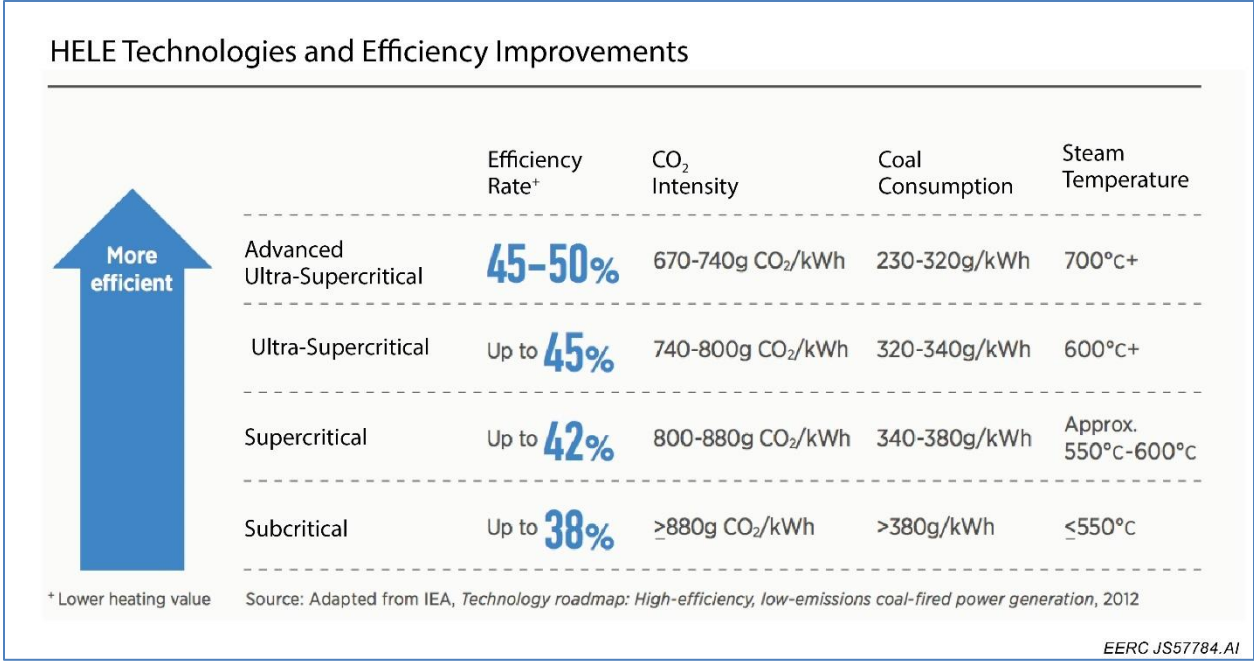 HELE Technologies and Efficiency Improvements
Efficiency Rate⁺ CO₂ Intensity Coal Consumption Steam Temperature
More efficient
Advanced Ultra-Supercritical 45–50% 670-740g CO₂/kWh 230-320g/kWh 700°C+
Ultra-Supercritical Up to 45% 740-800g CO₂/kWh 320-340g/kWh 600°C+
Supercritical Up to 42% 800-880g CO₂/kWh 340-380g/kWh Approx. 550°C-600°C
Subcritical Up to 38% ≥880g CO₂/kWh >380g/kWh ≤550°C
⁺ Lower heating value Source: Adapted from IEA, Technology roadmap: High-efficiency, low-emissions coal-fired power generation, 2012
EERC JS57784.AI